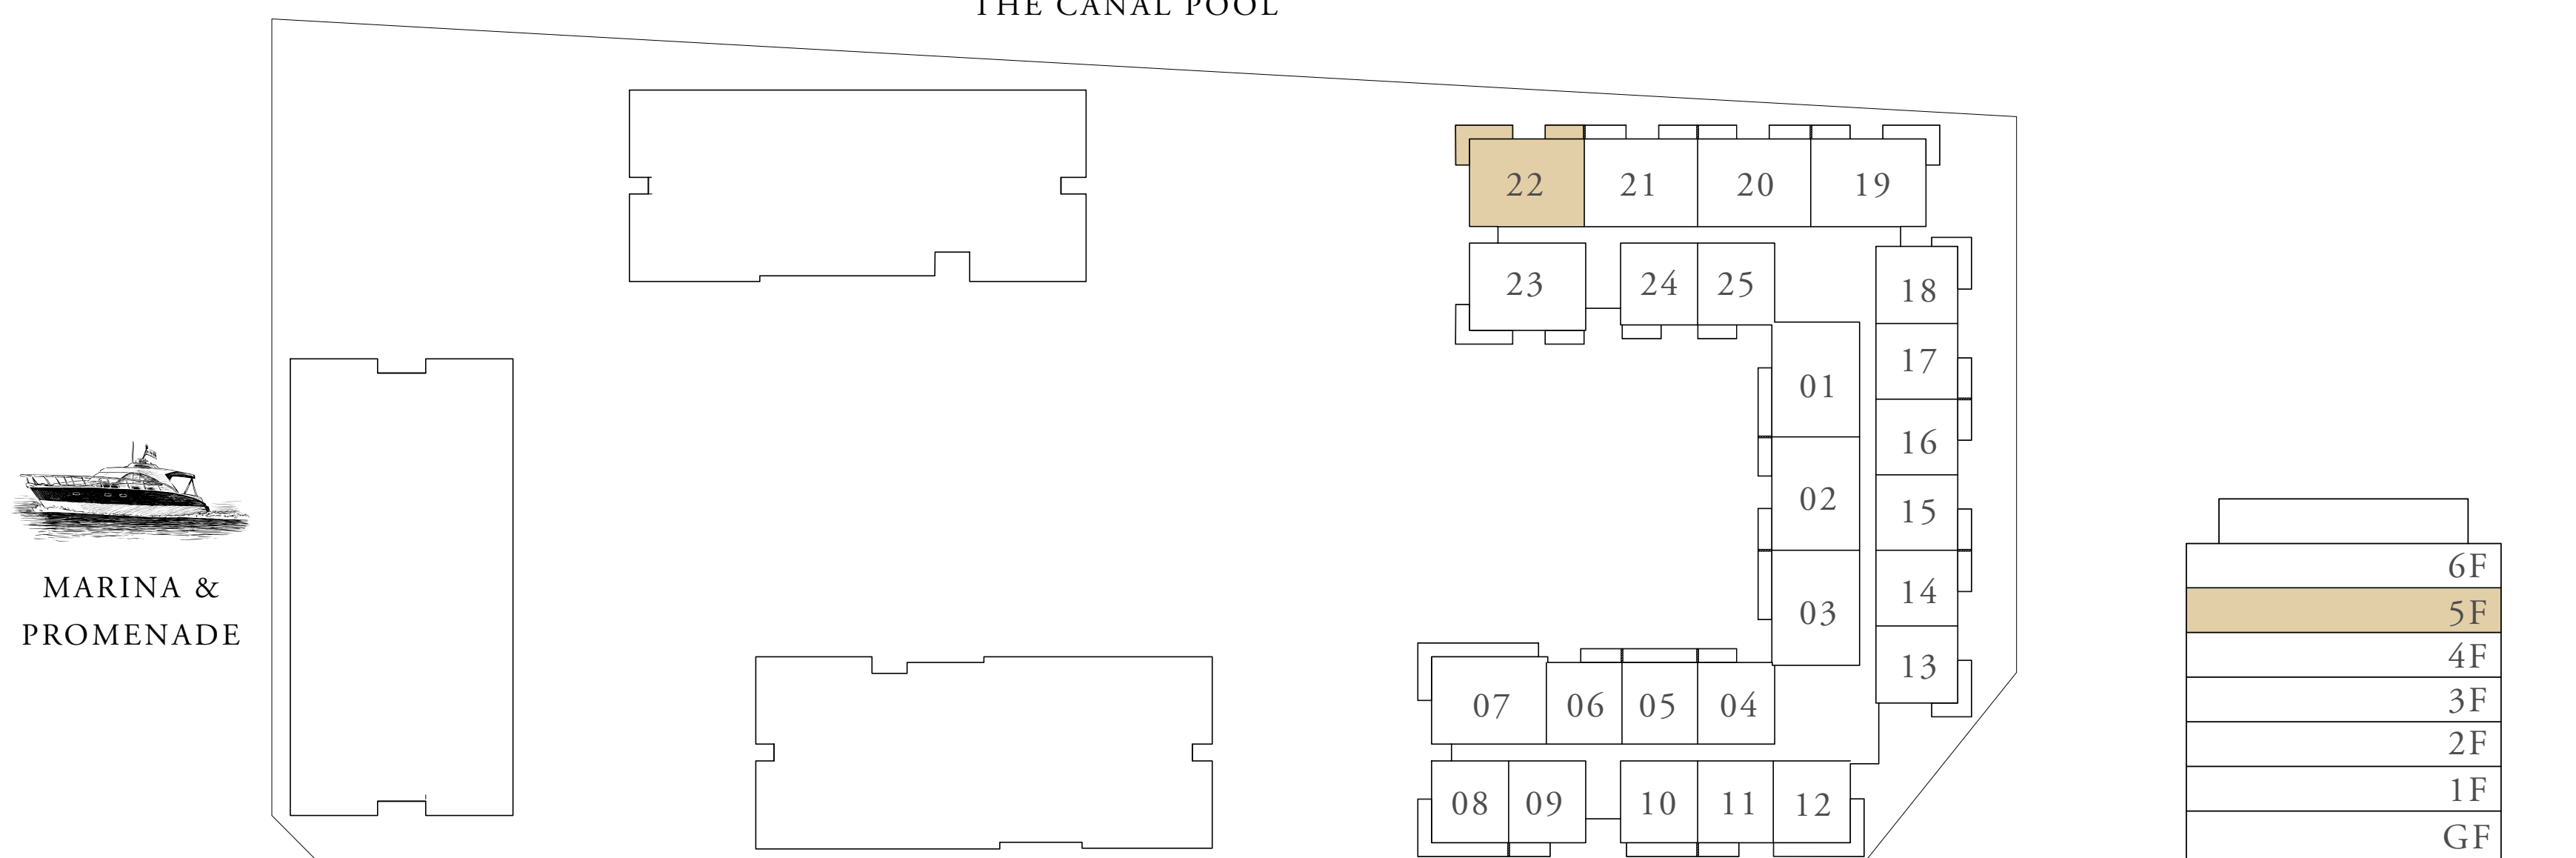 THE CANAL POOL
22 21 20 19
23 24 25 18
17
01 16
02 15
14
03 13
07 06 05 04
08 09 10 11 12
MARINA &
PROMENADE
6F
5F
4F
3F
2F
1F
GF